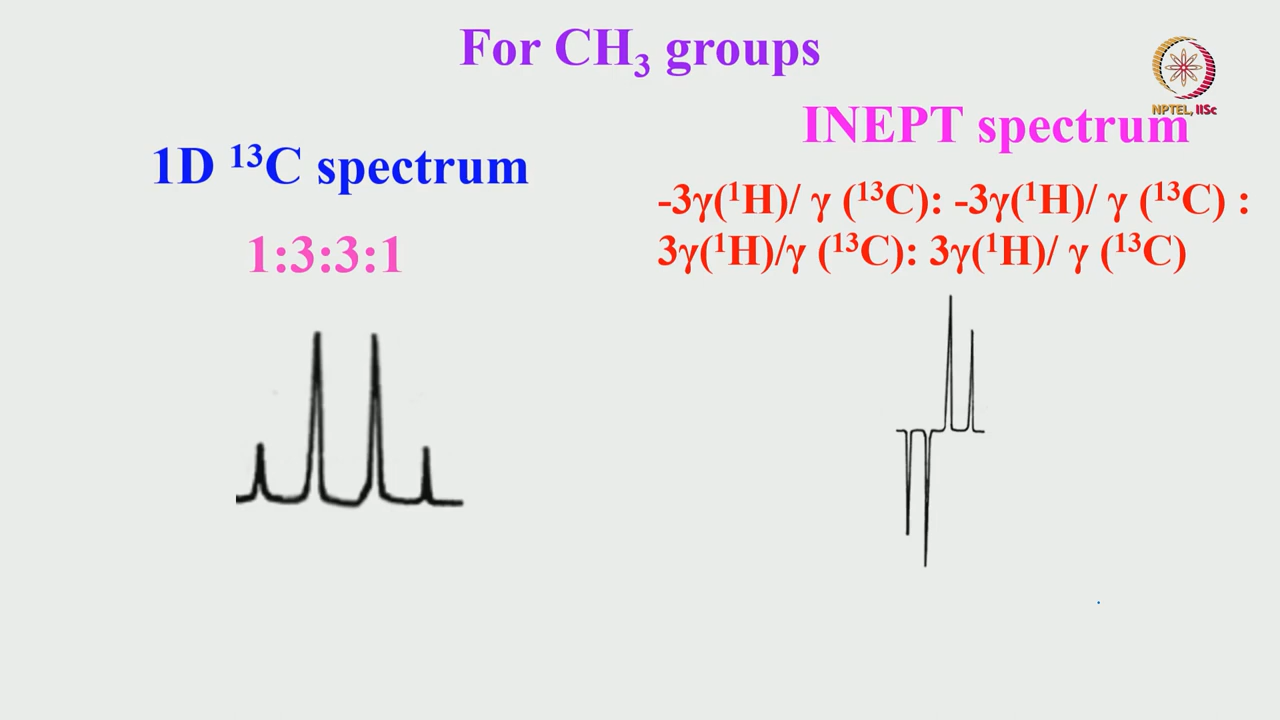 For CH₃ groups
NPTEL, IISc
INEPT spectrum
1D ¹³C spectrum
-3γ(¹H)/ γ (¹³C): -3γ(¹H)/ γ (¹³C) :
3γ(¹H)/γ (¹³C): 3γ(¹H)/ γ (¹³C)
1:3:3:1